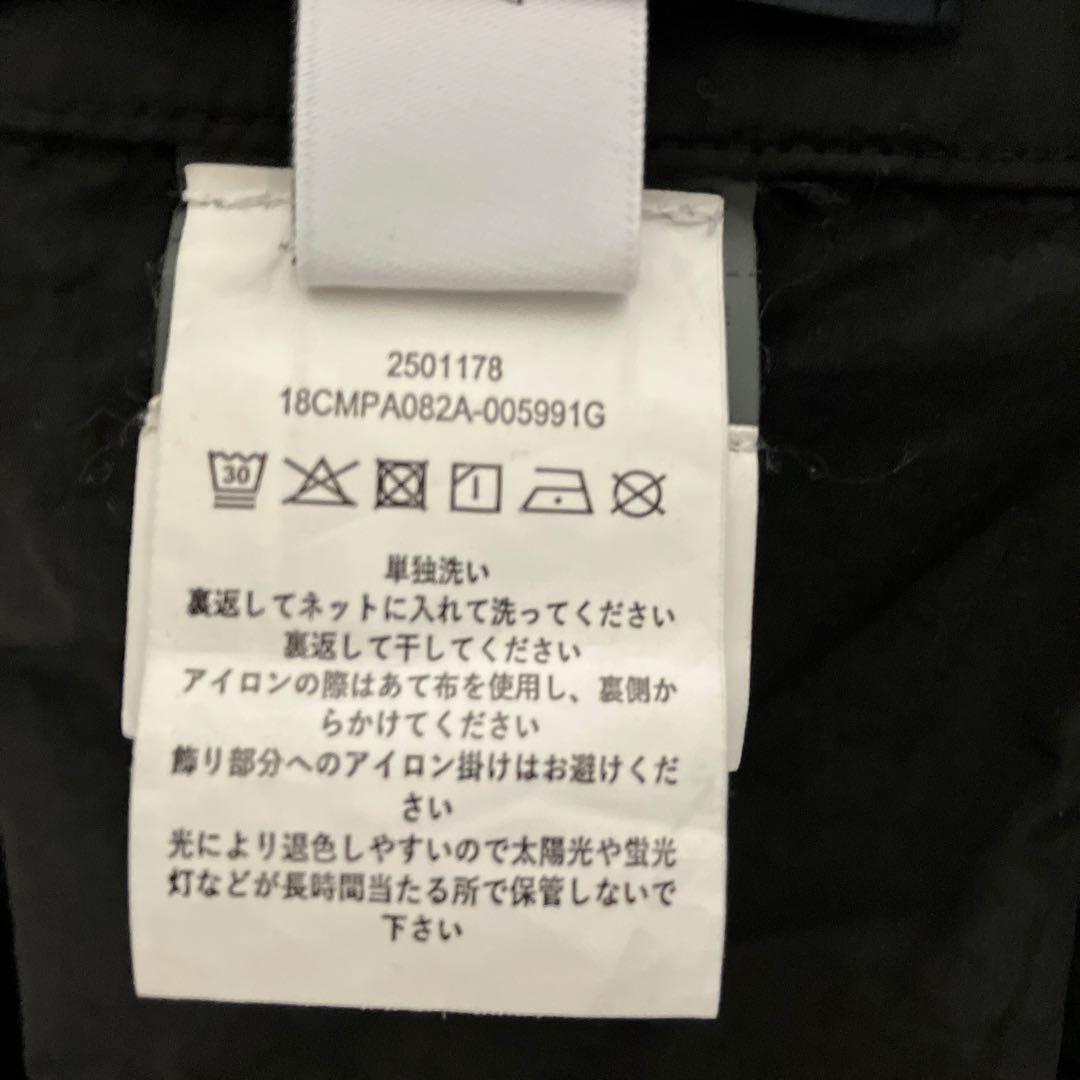 2501178
18CMPA082A-005991G
30
単独洗い
裏返してネットに入れて洗ってください
裏返して干してください
アイロンの際はあて布を使用し、裏側か
らかけてください
飾り部分へのアイロン掛けはお避けくだ
さい
光により退色しやすいので太陽光や蛍光
灯などが長時間当たる所で保管しないで
下さい